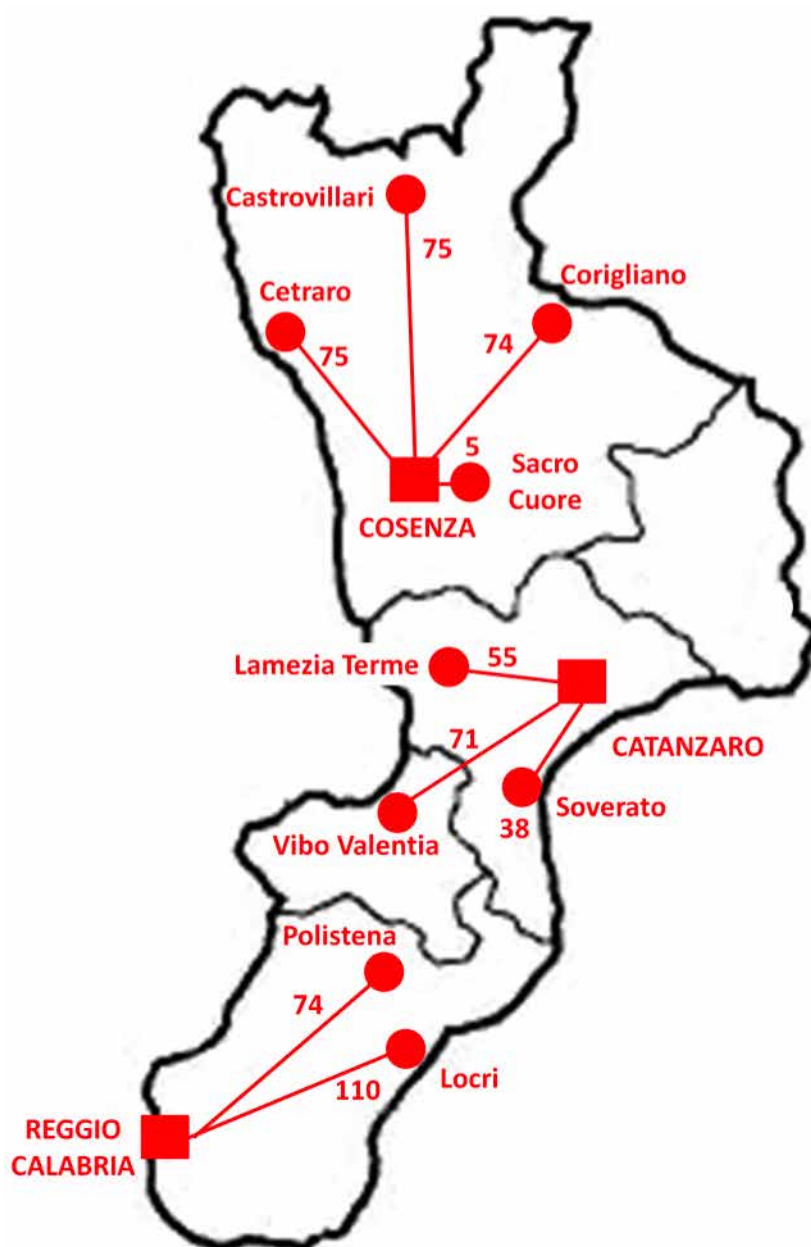 Castrovillari
75
Corigliano
Cetraro
74
75
5
Sacro
Cuore
COSENZA
Lamezia Terme
55
71
CATANZARO
Soverato
38
Vibo Valentia
Polistena
74
Locri
110
REGGIO
CALABRIA